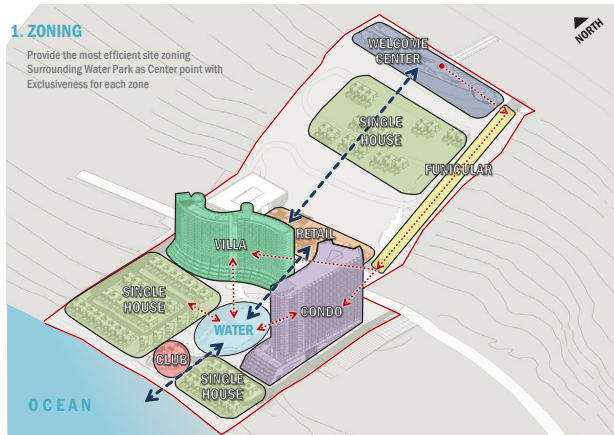 1. ZONING
Provide the most efficient site zoning
Surrounding Water Park as Center point with
Exclusiveness for each zone
NORTH
WELCOME
CENTER
SINGLE
HOUSE
FUNICULAR
RETAIL
VILLA
SINGLE
HOUSE
CONDO
WATER
CLUB
SINGLE
HOUSE
OCEAN